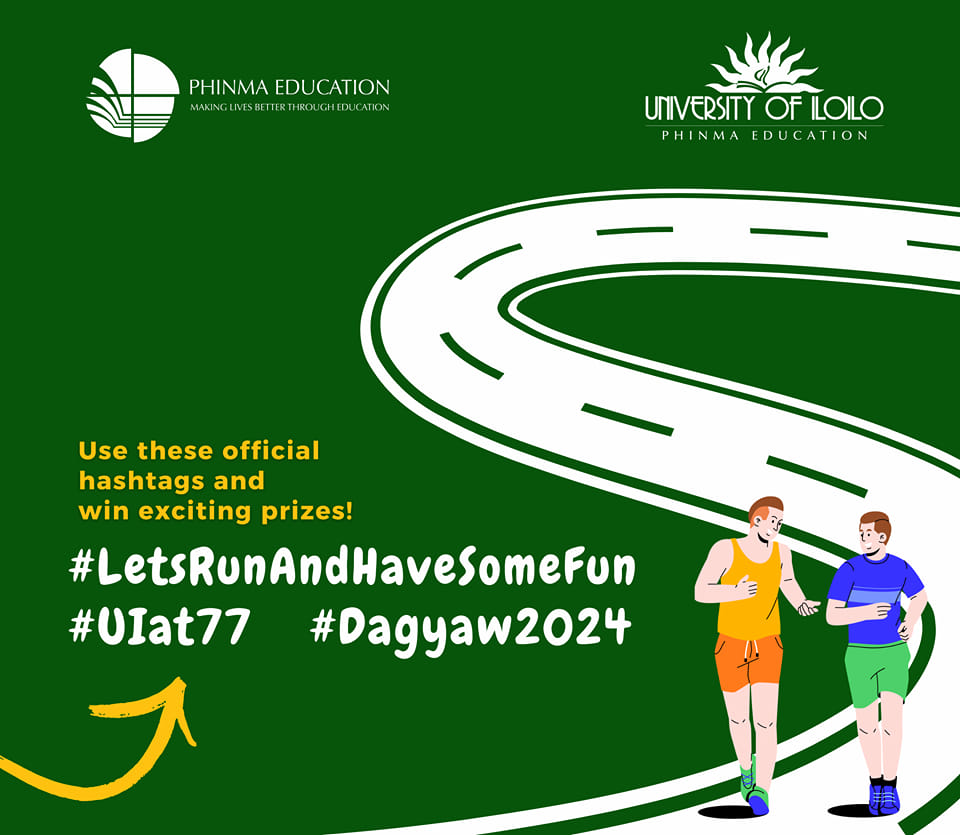 PHINMA EDUCATION
MAKING LIVES BETTER THROUGH EDUCATION
UNIVERSITY OF ILOILO
PHINMA EDUCATION
Use these official
hashtags and
win exciting prizes!
#LetsRunAndHaveSomeFun
#UIat77 #Dagyaw2024